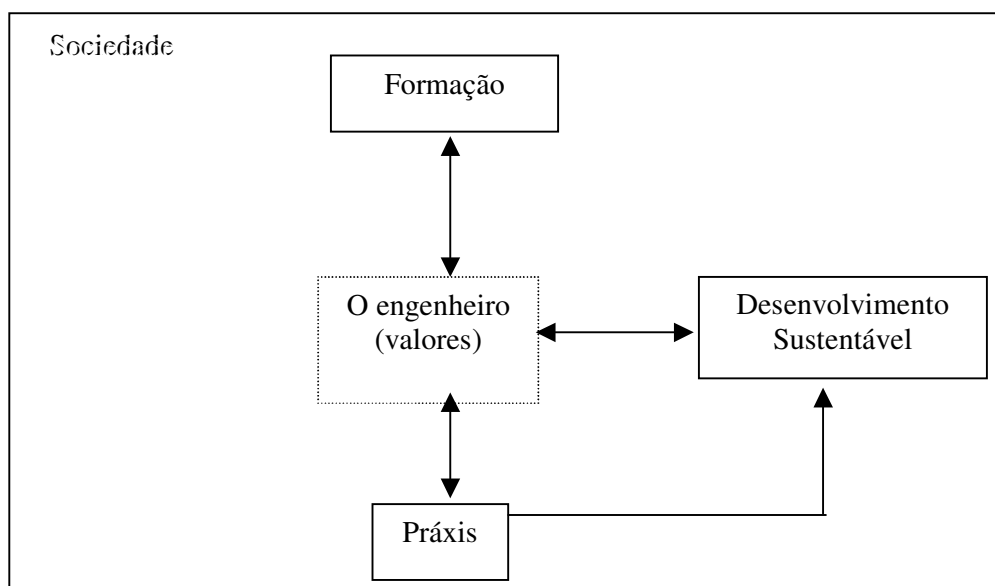 Sociedade
Formação
O engenheiro
(valores)
Desenvolvimento
Sustentável
Práxis